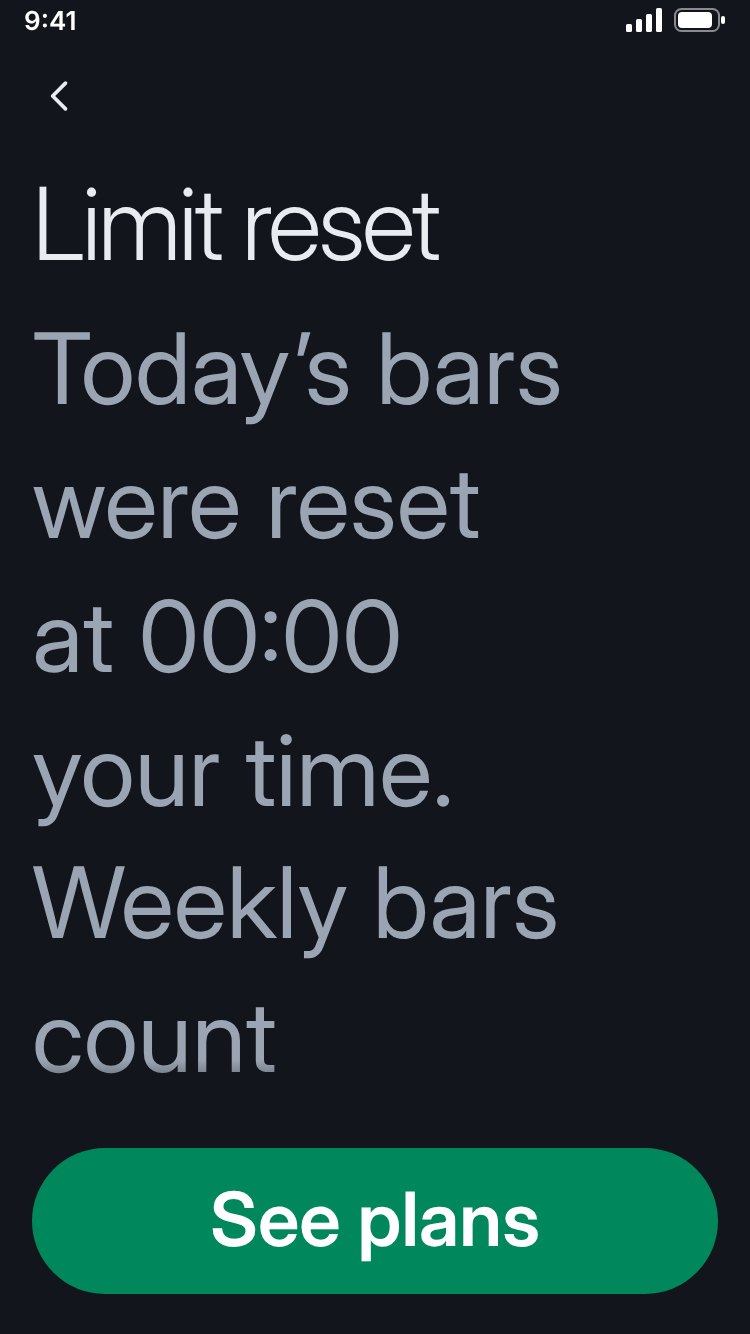 9:41
Limit reset
Today’s bars
were reset
at 00:00
your time.
Weekly bars
count
See plans